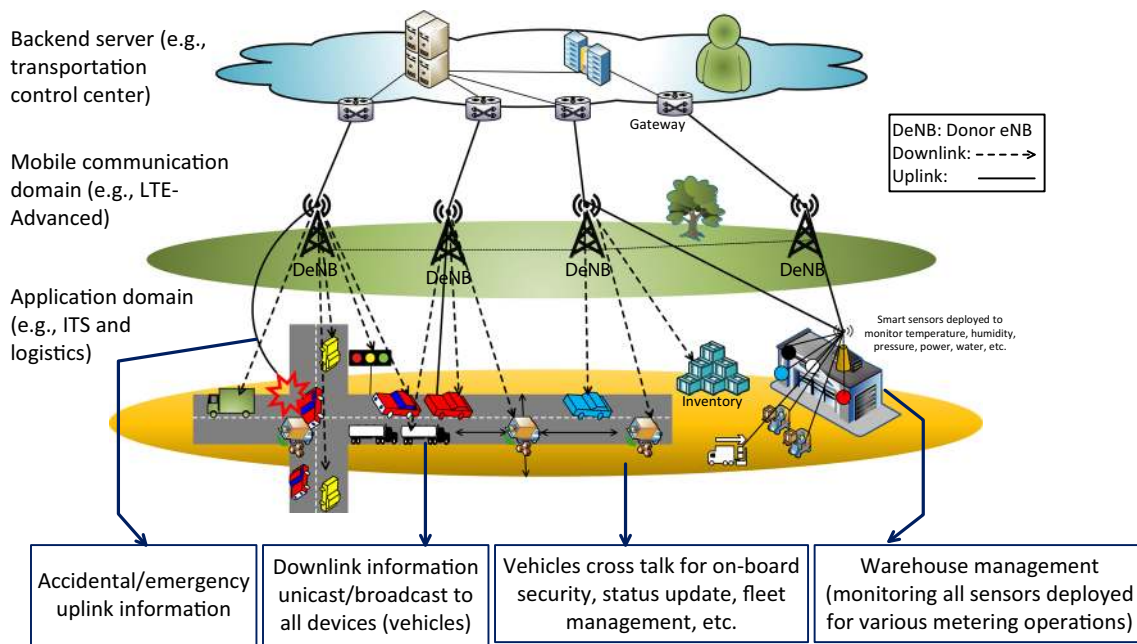 Backend server (e.g.,
transportation
control center)
Gateway
DeNB: Donor eNB
Downlink:
Uplink:
Mobile communication
domain (e.g., LTE-
Advanced)
DeNB
DeNB
DeNB
DeNB
Application domain
(e.g., ITS and
logistics)
Smart sensors deployed to
monitor temperature, humidity,
pressure, power, water, etc.
Inventory
Accidental/emergency
uplink information
Downlink information
unicast/broadcast to
all devices (vehicles)
Vehicles cross talk for on-board
security, status update, fleet
management, etc.
Warehouse management
(monitoring all sensors deployed
for various metering operations)